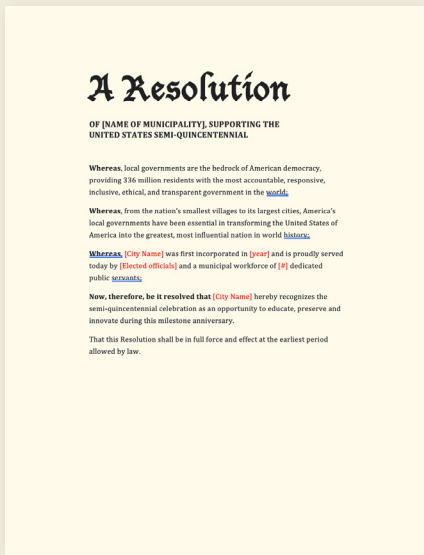 A Resolution
OF [NAME OF MUNICIPALITY], SUPPORTING THE
UNITED STATES SEMI-QUINCENTENNIAL
Whereas, local governments are the bedrock of American democracy,
providing 336 million residents with the most accountable, responsive,
inclusive, ethical, and transparent government in the world;
Whereas, from the nation's smallest villages to its largest cities, America's
local governments have been essential in transforming the United States of
America into the greatest, most influential nation in world history;
Whereas, [City Name] was first incorporated in [year] and is proudly served
today by [Elected officials] and a municipal workforce of [#] dedicated
public servants;
Now, therefore, be it resolved that [City Name] hereby recognizes the
semi-quincentennial celebration as an opportunity to educate, preserve and
innovate during this milestone anniversary.
That this Resolution shall be in full force and effect at the earliest period
allowed by law.